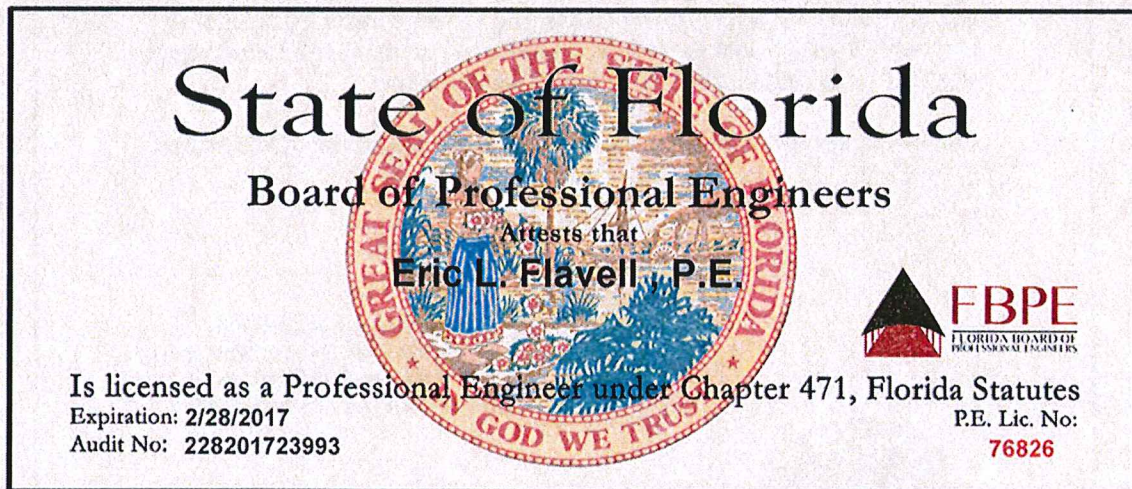 State of Florida
GREAT SEAL OF THE STATE OF FLORIDA
Board of Professional Engineers
Attests that
Eric L. Flavell , P.E.
FBPE
FLORIDA BOARD OF
PROFESSIONAL ENGINEERS
Is licensed as a Professional Engineer under Chapter 471, Florida Statutes
Expiration: 2/28/2017
P.E. Lic. No:
Audit No: 228201723993
76826
IN GOD WE TRUST